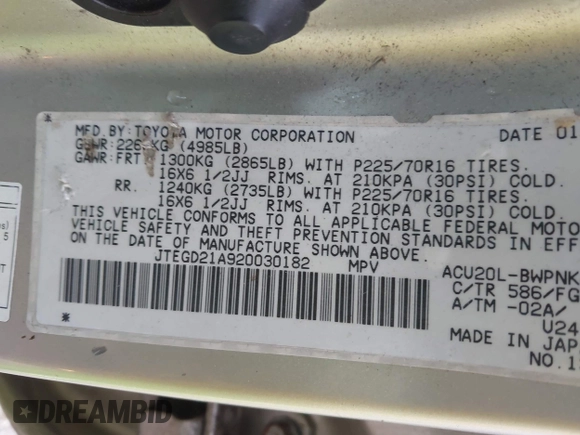 MFD.BY:TOYOTA MOTOR CORPORATION DATE 01
GVWR: KG (4985LB)
GAWR:FRT 1300KG (2865LB) WITH P225/70R16 TIRES.
16X6 1/2JJ RIMS. AT 210KPA (30PSI) COLD.
RR. 1240KG (2735LB) WITH P225/70R16 TIRES.
16X6 1/2JJ RIMS. AT 210KPA (30PSI) COLD.
THIS VEHICLE CONFORMS TO ALL APPLICABLE FEDERAL MOTO
VEHICLE SAFETY AND THEFT PREVENTION STANDARDS IN EFF
ON THE DATE OF MANUFACTURE SHOWN ABOVE.
JTEGD21A920030182 MPV
ACU20L-BWPNK
C/TR 586/FG
A/TM -02A/
U24
MADE IN JAP
NO.1
5
DREAMBID